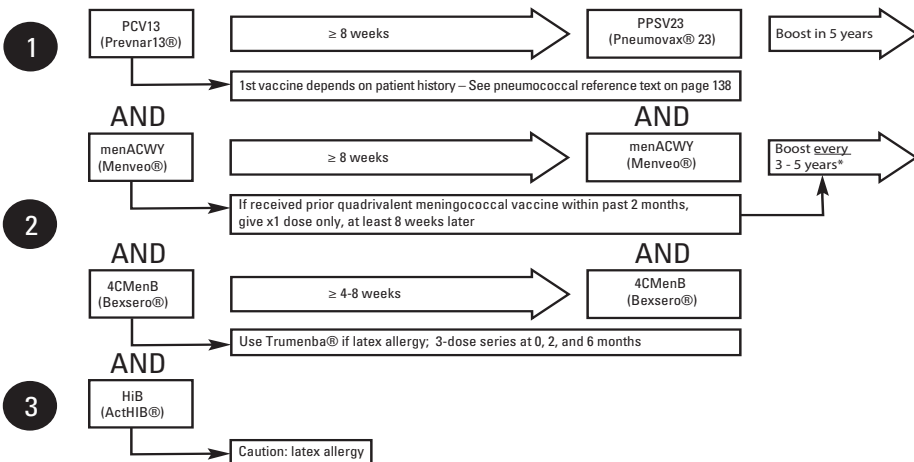 1
PCV13
(Prevnar13®)
≥ 8 weeks
PPSV23
(Pneumovax® 23)
Boost in 5 years
1st vaccine depends on patient history – See pneumococcal reference text on page 138
AND
AND
2
menACWY
(Menveo®)
≥ 8 weeks
menACWY
(Menveo®)
Boost every
3 - 5 years*
If received prior quadrivalent meningococcal vaccine within past 2 months,
give x1 dose only, at least 8 weeks later
AND
AND
4CMenB
(Bexsero®)
≥ 4-8 weeks
4CMenB
(Bexsero®)
Use Trumenba® if latex allergy; 3-dose series at 0, 2, and 6 months
AND
3
HiB
(ActHIB®)
Caution: latex allergy